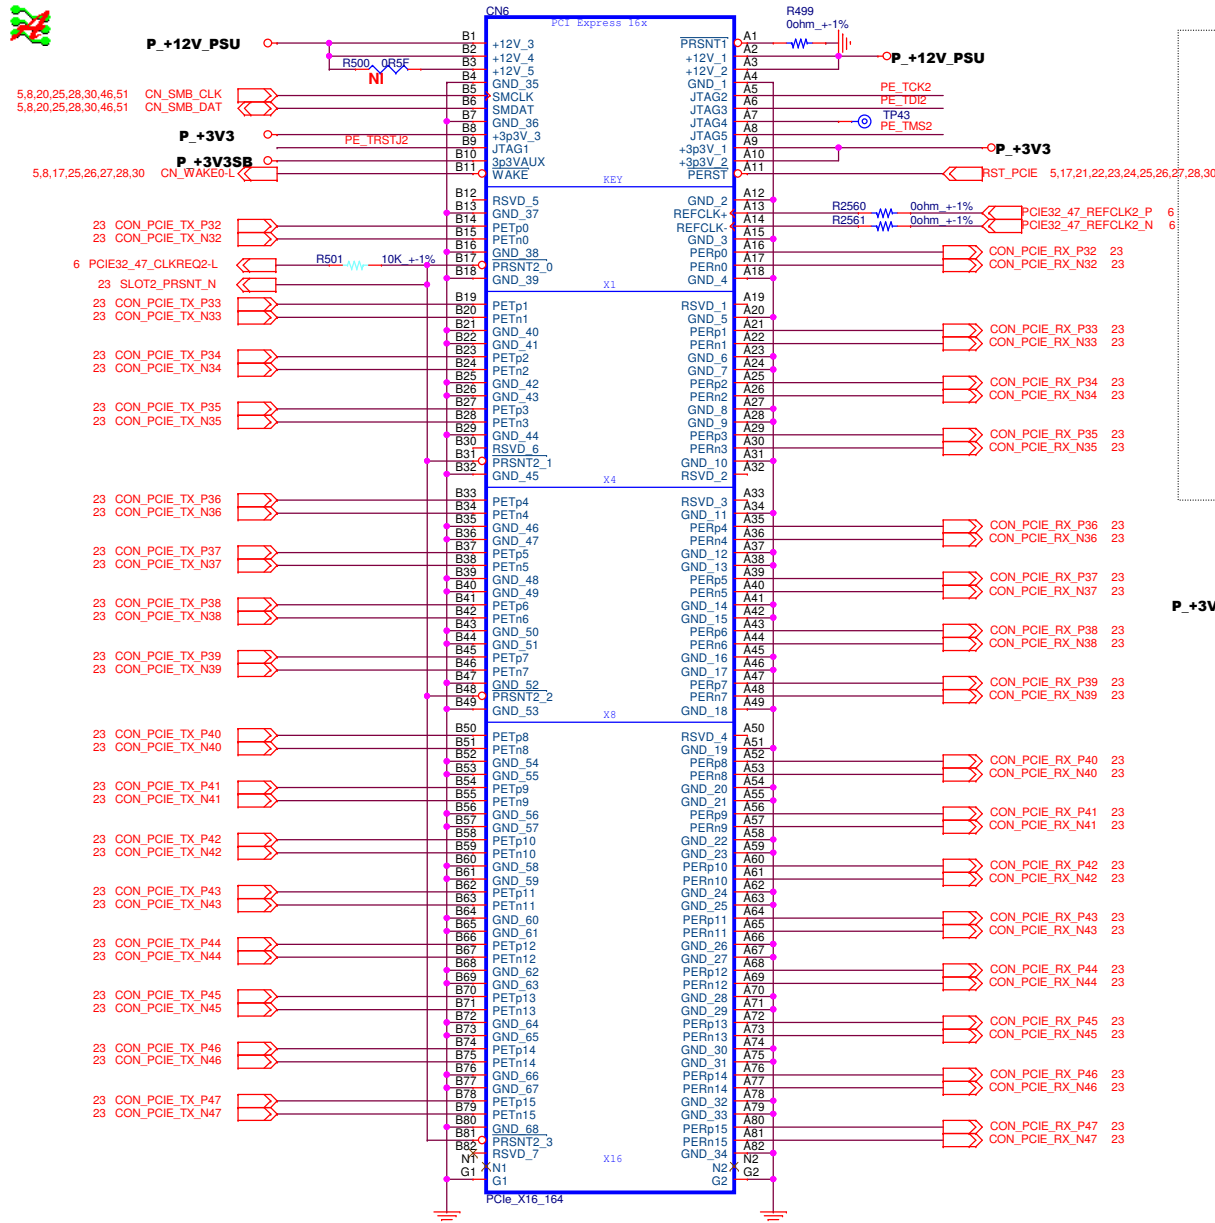 CN6
PCI Express 16x
R499
0ohm_+-1%
P_+12V_PSU
B1 +12V_3 PRSNT1 A1
B2 +12V_4 +12V_1 A2
P_+12V_PSU
R500 0R5F
NI
B3 +12V_5 +12V_2 A3
B4 GND_35 GND_1 A4
5,8,20,25,28,30,46,51 CN_SMB_CLK B5 SMCLK JTAG2 A5 PE_TCK2
5,8,20,25,28,30,46,51 CN_SMB_DAT B6 SMDAT JTAG3 A6 PE_TDI2
B7 GND_36 JTAG4 A7 TP43
P_+3V3 B8 +3p3V_3 JTAG5 A8 PE_TMS2
PE_TRSTJ2 B9 JTAG1 +3p3V_1 A9 P_+3V3
P_+3V3SB B10 3p3VAUX +3p3V_2 A10
5,8,17,25,26,27,28,30 CN_WAKE0-L B11 WAKE PERST A11 RST_PCIE 5,17,21,22,23,24,25,26,27,28,30
KEY
B12 RSVD_5 GND_2 A12
B13 GND_37 REFCLK+ A13 R2560 0ohm_+-1% PCIE32_47_REFCLK2_P 6
23 CON_PCIE_TX_P32 B14 PETp0 REFCLK- A14 R2561 0ohm_+-1% PCIE32_47_REFCLK2_N 6
23 CON_PCIE_TX_N32 B15 PETn0 GND_3 A15
B16 GND_38 PERp0 A16 CON_PCIE_RX_P32 23
6 PCIE32_47_CLKREQ2-L R501 10K_+-1% B17 PRSNT2_0 PERn0 A17 CON_PCIE_RX_N32 23
B18 GND_39 GND_4 A18
23 SLOT2_PRSNT_N
X1
23 CON_PCIE_TX_P33 B19 PETp1 RSVD_1 A19
23 CON_PCIE_TX_N33 B20 PETn1 GND_5 A20
B21 GND_40 PERp1 A21 CON_PCIE_RX_P33 23
B22 GND_41 PERn1 A22 CON_PCIE_RX_N33 23
23 CON_PCIE_TX_P34 B23 PETp2 GND_6 A23
23 CON_PCIE_TX_N34 B24 PETn2 GND_7 A24
B25 GND_42 PERp2 A25 CON_PCIE_RX_P34 23
B26 GND_43 PERn2 A26 CON_PCIE_RX_N34 23
23 CON_PCIE_TX_P35 B27 PETp3 GND_8 A27
23 CON_PCIE_TX_N35 B28 PETn3 GND_9 A28
B29 GND_44 PERp3 A29 CON_PCIE_RX_P35 23
B30 RSVD_6 PERn3 A30 CON_PCIE_RX_N35 23
B31 PRSNT2_1 GND_10 A31
B32 GND_45 RSVD_2 A32
X4
23 CON_PCIE_TX_P36 B33 PETp4 RSVD_3 A33
23 CON_PCIE_TX_N36 B34 PETn4 GND_11 A34
B35 GND_46 PERp4 A35 CON_PCIE_RX_P36 23
B36 GND_47 PERn4 A36 CON_PCIE_RX_N36 23
23 CON_PCIE_TX_P37 B37 PETp5 GND_12 A37
23 CON_PCIE_TX_N37 B38 PETn5 GND_13 A38
B39 GND_48 PERp5 A39 CON_PCIE_RX_P37 23
B40 GND_49 PERn5 A40 CON_PCIE_RX_N37 23
23 CON_PCIE_TX_P38 B41 PETp6 GND_14 A41
P_+3V
23 CON_PCIE_TX_N38 B42 PETn6 GND_15 A42
B43 GND_50 PERp6 A43 CON_PCIE_RX_P38 23
B44 GND_51 PERn6 A44 CON_PCIE_RX_N38 23
23 CON_PCIE_TX_P39 B45 PETp7 GND_16 A45
23 CON_PCIE_TX_N39 B46 PETn7 GND_17 A46
B47 GND_52 PERp7 A47 CON_PCIE_RX_P39 23
B48 PRSNT2_2 PERn7 A48 CON_PCIE_RX_N39 23
B49 GND_53 GND_18 A49
X8
23 CON_PCIE_TX_P40 B50 PETp8 RSVD_4 A50
23 CON_PCIE_TX_N40 B51 PETn8 GND_19 A51
B52 GND_54 PERp8 A52 CON_PCIE_RX_P40 23
B53 GND_55 PERn8 A53 CON_PCIE_RX_N40 23
23 CON_PCIE_TX_P41 B54 PETp9 GND_20 A54
23 CON_PCIE_TX_N41 B55 PETn9 GND_21 A55
B56 GND_56 PERp9 A56 CON_PCIE_RX_P41 23
B57 GND_57 PERn9 A57 CON_PCIE_RX_N41 23
23 CON_PCIE_TX_P42 B58 PETp10 GND_22 A58
23 CON_PCIE_TX_N42 B59 PETn10 GND_23 A59
B60 GND_58 PERp10 A60 CON_PCIE_RX_P42 23
B61 GND_59 PERn10 A61 CON_PCIE_RX_N42 23
23 CON_PCIE_TX_P43 B62 PETp11 GND_24 A62
23 CON_PCIE_TX_N43 B63 PETn11 GND_25 A63
B64 GND_60 PERp11 A64 CON_PCIE_RX_P43 23
B65 GND_61 PERn11 A65 CON_PCIE_RX_N43 23
23 CON_PCIE_TX_P44 B66 PETp12 GND_26 A66
23 CON_PCIE_TX_N44 B67 PETn12 GND_27 A67
B68 GND_62 PERp12 A68 CON_PCIE_RX_P44 23
B69 GND_63 PERn12 A69 CON_PCIE_RX_N44 23
23 CON_PCIE_TX_P45 B70 PETp13 GND_28 A70
23 CON_PCIE_TX_N45 B71 PETn13 GND_29 A71
B72 GND_64 PERp13 A72 CON_PCIE_RX_P45 23
B73 GND_65 PERn13 A73 CON_PCIE_RX_N45 23
23 CON_PCIE_TX_P46 B74 PETp14 GND_30 A74
23 CON_PCIE_TX_N46 B75 PETn14 GND_31 A75
B76 GND_66 PERp14 A76 CON_PCIE_RX_P46 23
B77 GND_67 PERn14 A77 CON_PCIE_RX_N46 23
23 CON_PCIE_TX_P47 B78 PETp15 GND_32 A78
23 CON_PCIE_TX_N47 B79 PETn15 GND_33 A79
B80 GND_68 PERp15 A80 CON_PCIE_RX_P47 23
B81 PRSNT2_3 PERn15 A81 CON_PCIE_RX_N47 23
B82 RSVD_7 GND_34 A82
X16
N1 N1 N2 N2
G1 G1 G2 G2
PCIe_X16_164